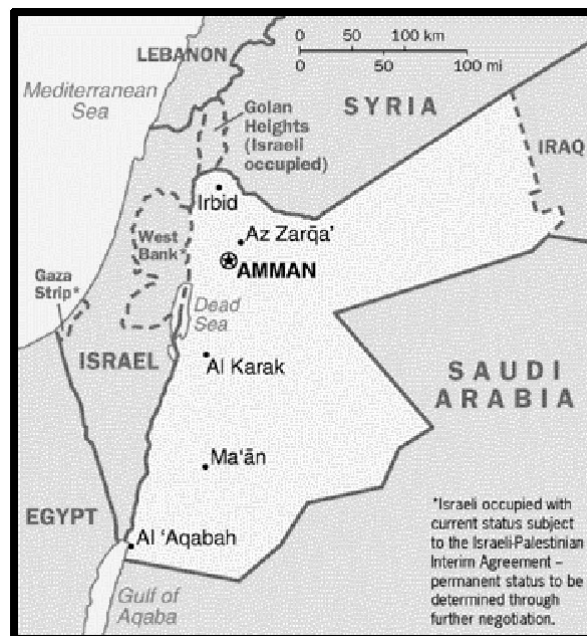 0 50 100 km
0 50 100 mi
LEBANON
Mediterranean
Sea
Golan
Heights
(Israeli
occupied)
SYRIA
IRAQ
Irbid
Az Zarqā’
West
Bank*
AMMAN
Gaza
Strip*
Dead
Sea
ISRAEL
Al Karak
SAUDI
ARABIA
Ma‘ān
EGYPT
Al ‘Aqabah
Gulf of
Aqaba
*Israeli occupied with
current status subject
to the Israeli-Palestinian
Interim Agreement –
permanent status to be
determined through
further negotiation.